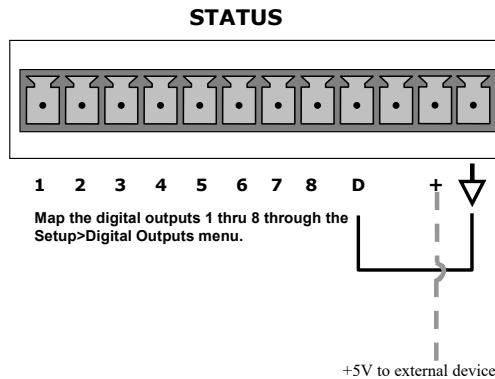 STATUS
1 2 3 4 5 6 7 8 D +
Map the digital outputs 1 thru 8 through the
Setup>Digital Outputs menu.
+5V to external device